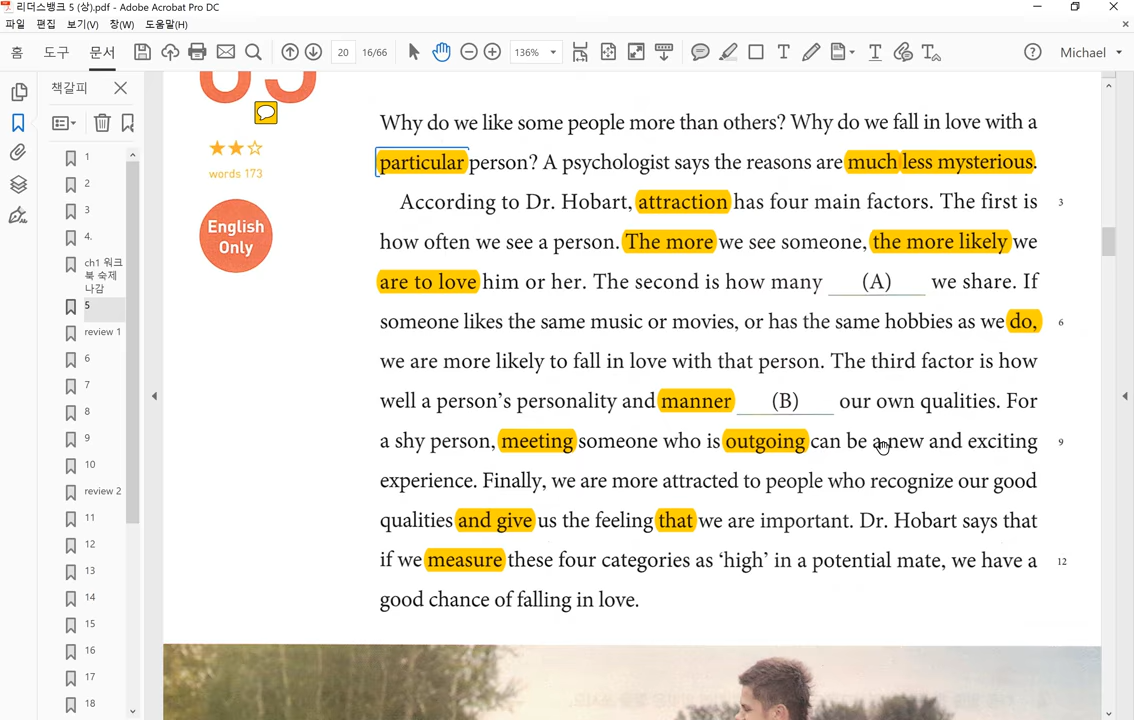 리더스뱅크 5 (상).pdf - Adobe Acrobat Pro DC
파일 편집 보기(V) 창(W) 도움말(H)
홈 도구 문서 20 16/66 136% Michael
책갈피
1
2
3
4.
ch1 워크
북 숙제
나감
5
review 1
6
7
8
9
10
review 2
11
12
13
14
15
16
17
18
words 173
English
Only
Why do we like some people more than others? Why do we fall in love with a
particular person? A psychologist says the reasons are much less mysterious.
According to Dr. Hobart, attraction has four main factors. The first is 3
how often we see a person. The more we see someone, the more likely we
are to love him or her. The second is how many (A) we share. If
someone likes the same music or movies, or has the same hobbies as we do, 6
we are more likely to fall in love with that person. The third factor is how
well a person's personality and manner (B) our own qualities. For
a shy person, meeting someone who is outgoing can be a new and exciting 9
experience. Finally, we are more attracted to people who recognize our good
qualities and give us the feeling that we are important. Dr. Hobart says that
if we measure these four categories as 'high' in a potential mate, we have a 12
good chance of falling in love.